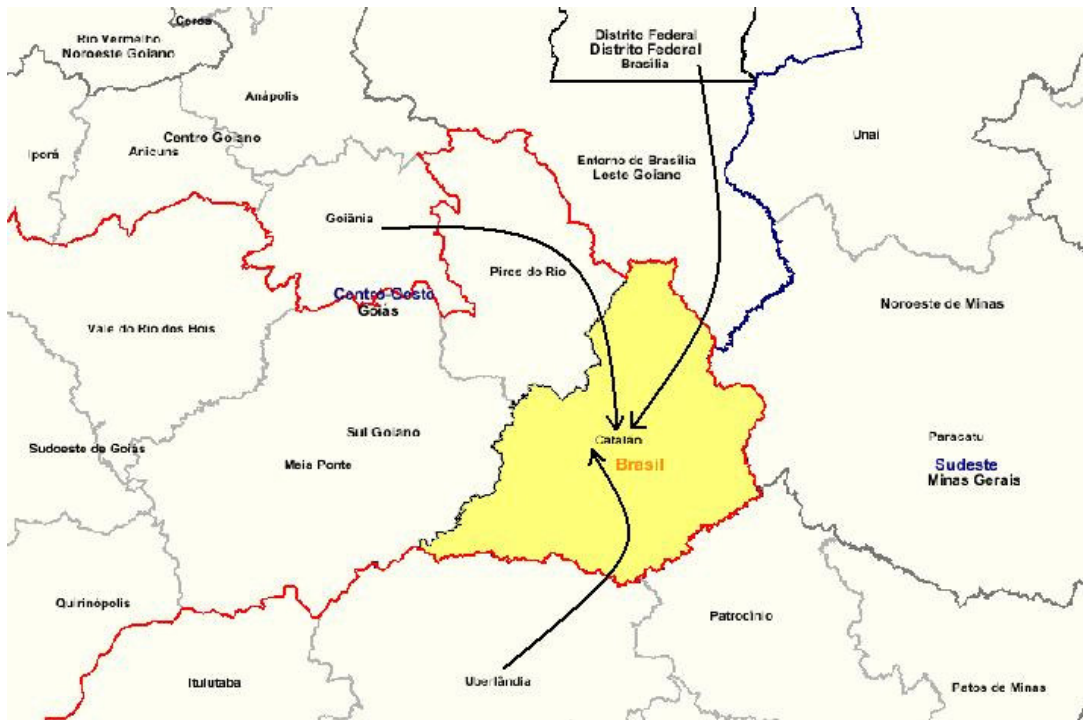 Ceres
Rio Vermelho
Noroeste Goiano
Distrito Federal
Distrito Federal
Brasília
Anápolis
Centro Goiano
Anicuns
Iporá
Unaí
Entorno de Brasília
Leste Goiano
Goiânia
Pires do Rio
Centro-Oeste
Goiás
Noroeste de Minas
Vale do Rio dos Bois
Sul Goiano
Catalão
Paracatu
Sudoeste de Goiás
Meia Ponte
Brasil
Sudeste
Minas Gerais
Quirinópolis
Patrocínio
Ituiutaba
Uberlândia
Patos de Minas